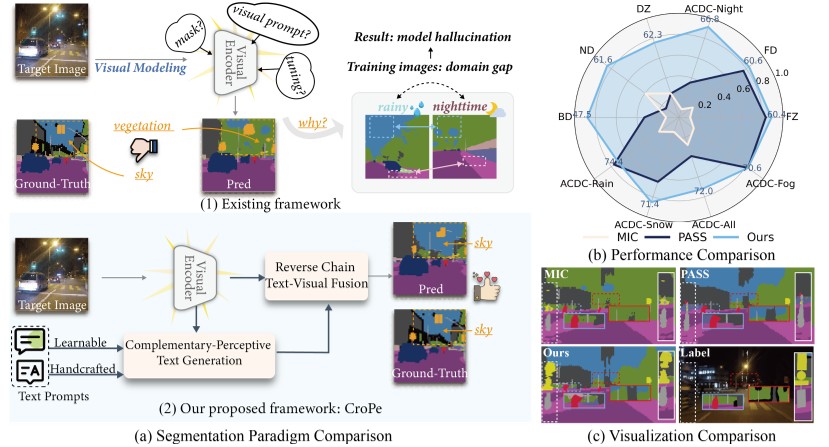 Target Image
Visual Modeling
mask?
visual prompt?
tuning?
Visual
Encoder
Result: model hallucination
Training images: domain gap
rainy
nighttime
why?
vegetation
sky
Ground-Truth
Pred
(1) Existing framework
Target Image
Visual
Encoder
Reverse Chain
Text-Visual Fusion
sky
Pred
Learnable
Handcrafted
Text Prompts
Complementary-Perceptive
Text Generation
sky
Ground-Truth
(2) Our proposed framework: CroPe
(a) Segmentation Paradigm Comparison
DZ
ACDC-Night
66.8
62.3
ND
61.6
FD
60.6
1.0
0.8
0.6
0.4
0.2
BD
47.5
60.4
FZ
ACDC-Rain
ACDC-Fog
71.4
72.0
ACDC-Snow
ACDC-All
MIC
PASS
Ours
(b) Performance Comparison
MIC
PASS
Ours
Label
(c) Visualization Comparison